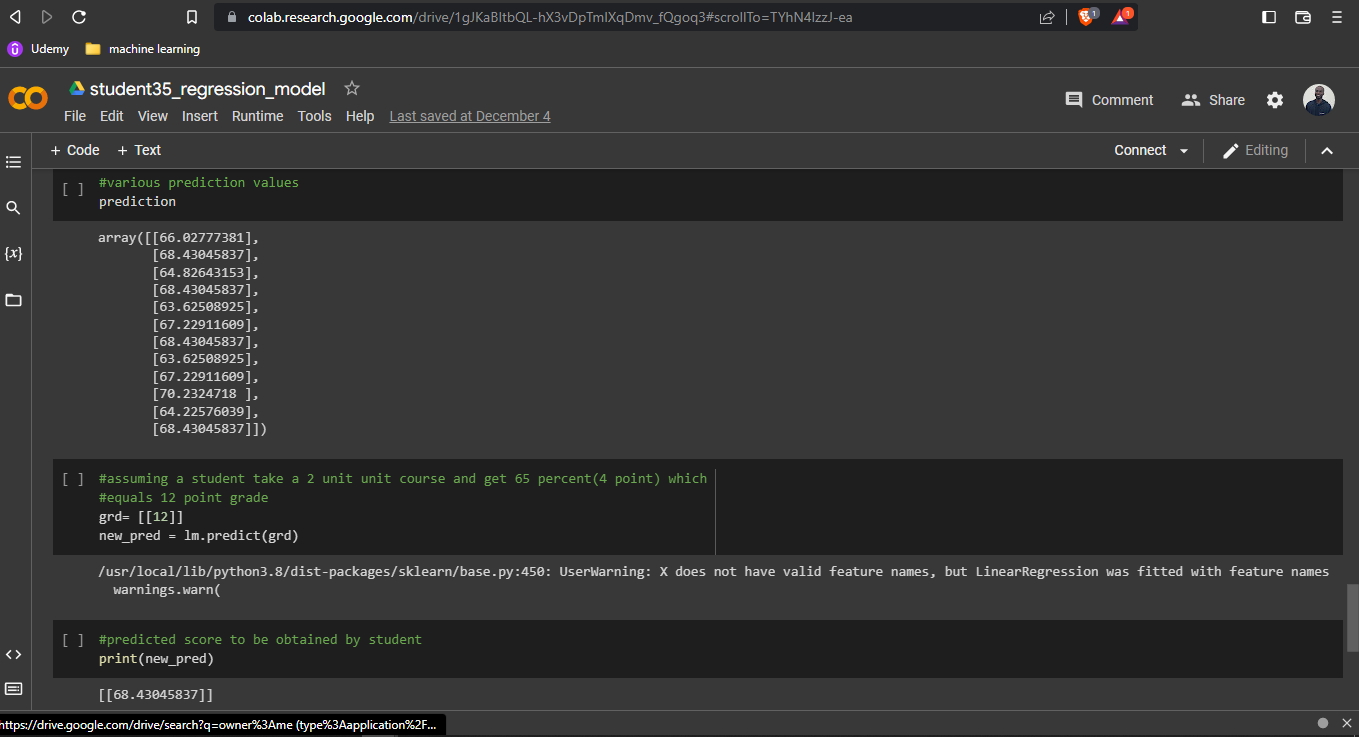 colab.research.google.com/drive/1gJKaBItbQL-hX3vDpTmlXqDmv_fQgoq3#scrollTo=TYhN4IzzJ-ea
1
1
Udemy machine learning
student35_regression_model
Comment Share
File Edit View Insert Runtime Tools Help Last saved at December 4
+ Code + Text Connect Editing
[ ] #various prediction values
prediction
array([[66.02777381],
[68.43045837],
[64.82643153],
[68.43045837],
[63.62508925],
[67.22911609],
[68.43045837],
[63.62508925],
[67.22911609],
[70.2324718 ],
[64.22576039],
[68.43045837]])
{x}
[ ] #assuming a student take a 2 unit unit course and get 65 percent(4 point) which
#equals 12 point grade
grd= [[12]]
new_pred = lm.predict(grd)
/usr/local/lib/python3.8/dist-packages/sklearn/base.py:450: UserWarning: X does not have valid feature names, but LinearRegression was fitted with feature names
warnings.warn(
[ ] #predicted score to be obtained by student
print(new_pred)
[[68.43045837]]
https://drive.google.com/drive/search?q=owner%3Ame (type%3Aapplication%2F...